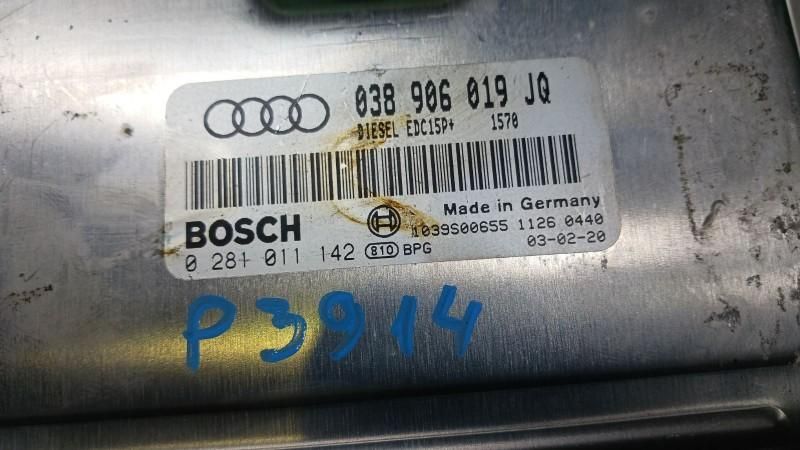 038 906 019 JQ
DIESEL EDC15P+ 1570
Made in Germany
BOSCH
1039S00655 1126 0440
0 281 011 142 810 BPG
03-02-20
P3914